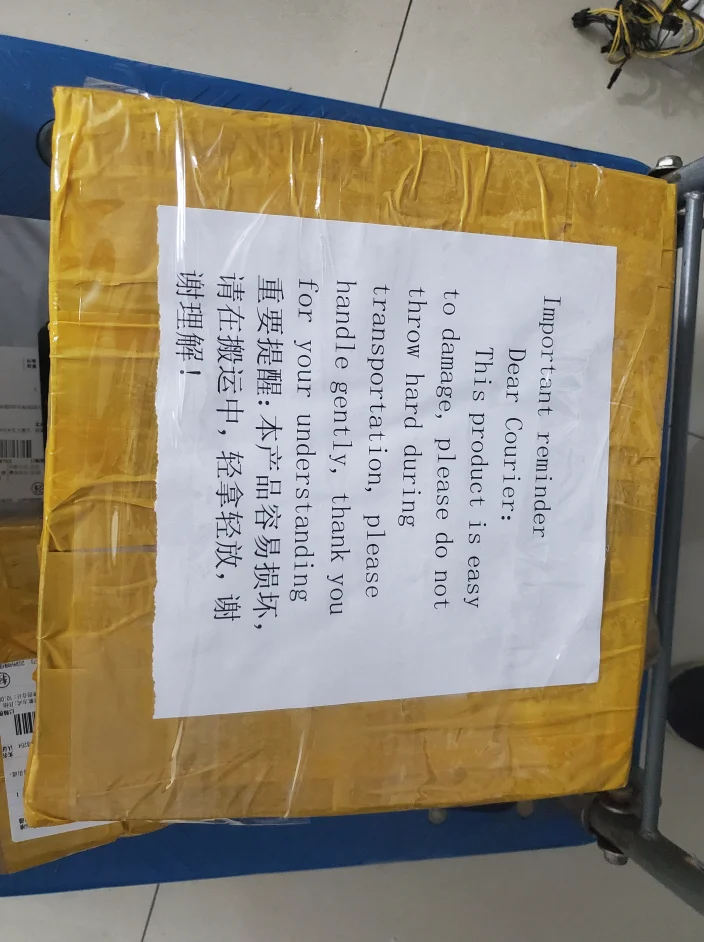 Important reminder
Dear Courier:
This product is easy
to damage, please do not
throw hard during
transportation, please
handle gently, thank you
for your understanding
重要提醒：本产品容易损坏，
请在搬运中，轻拿轻放，谢
谢理解！